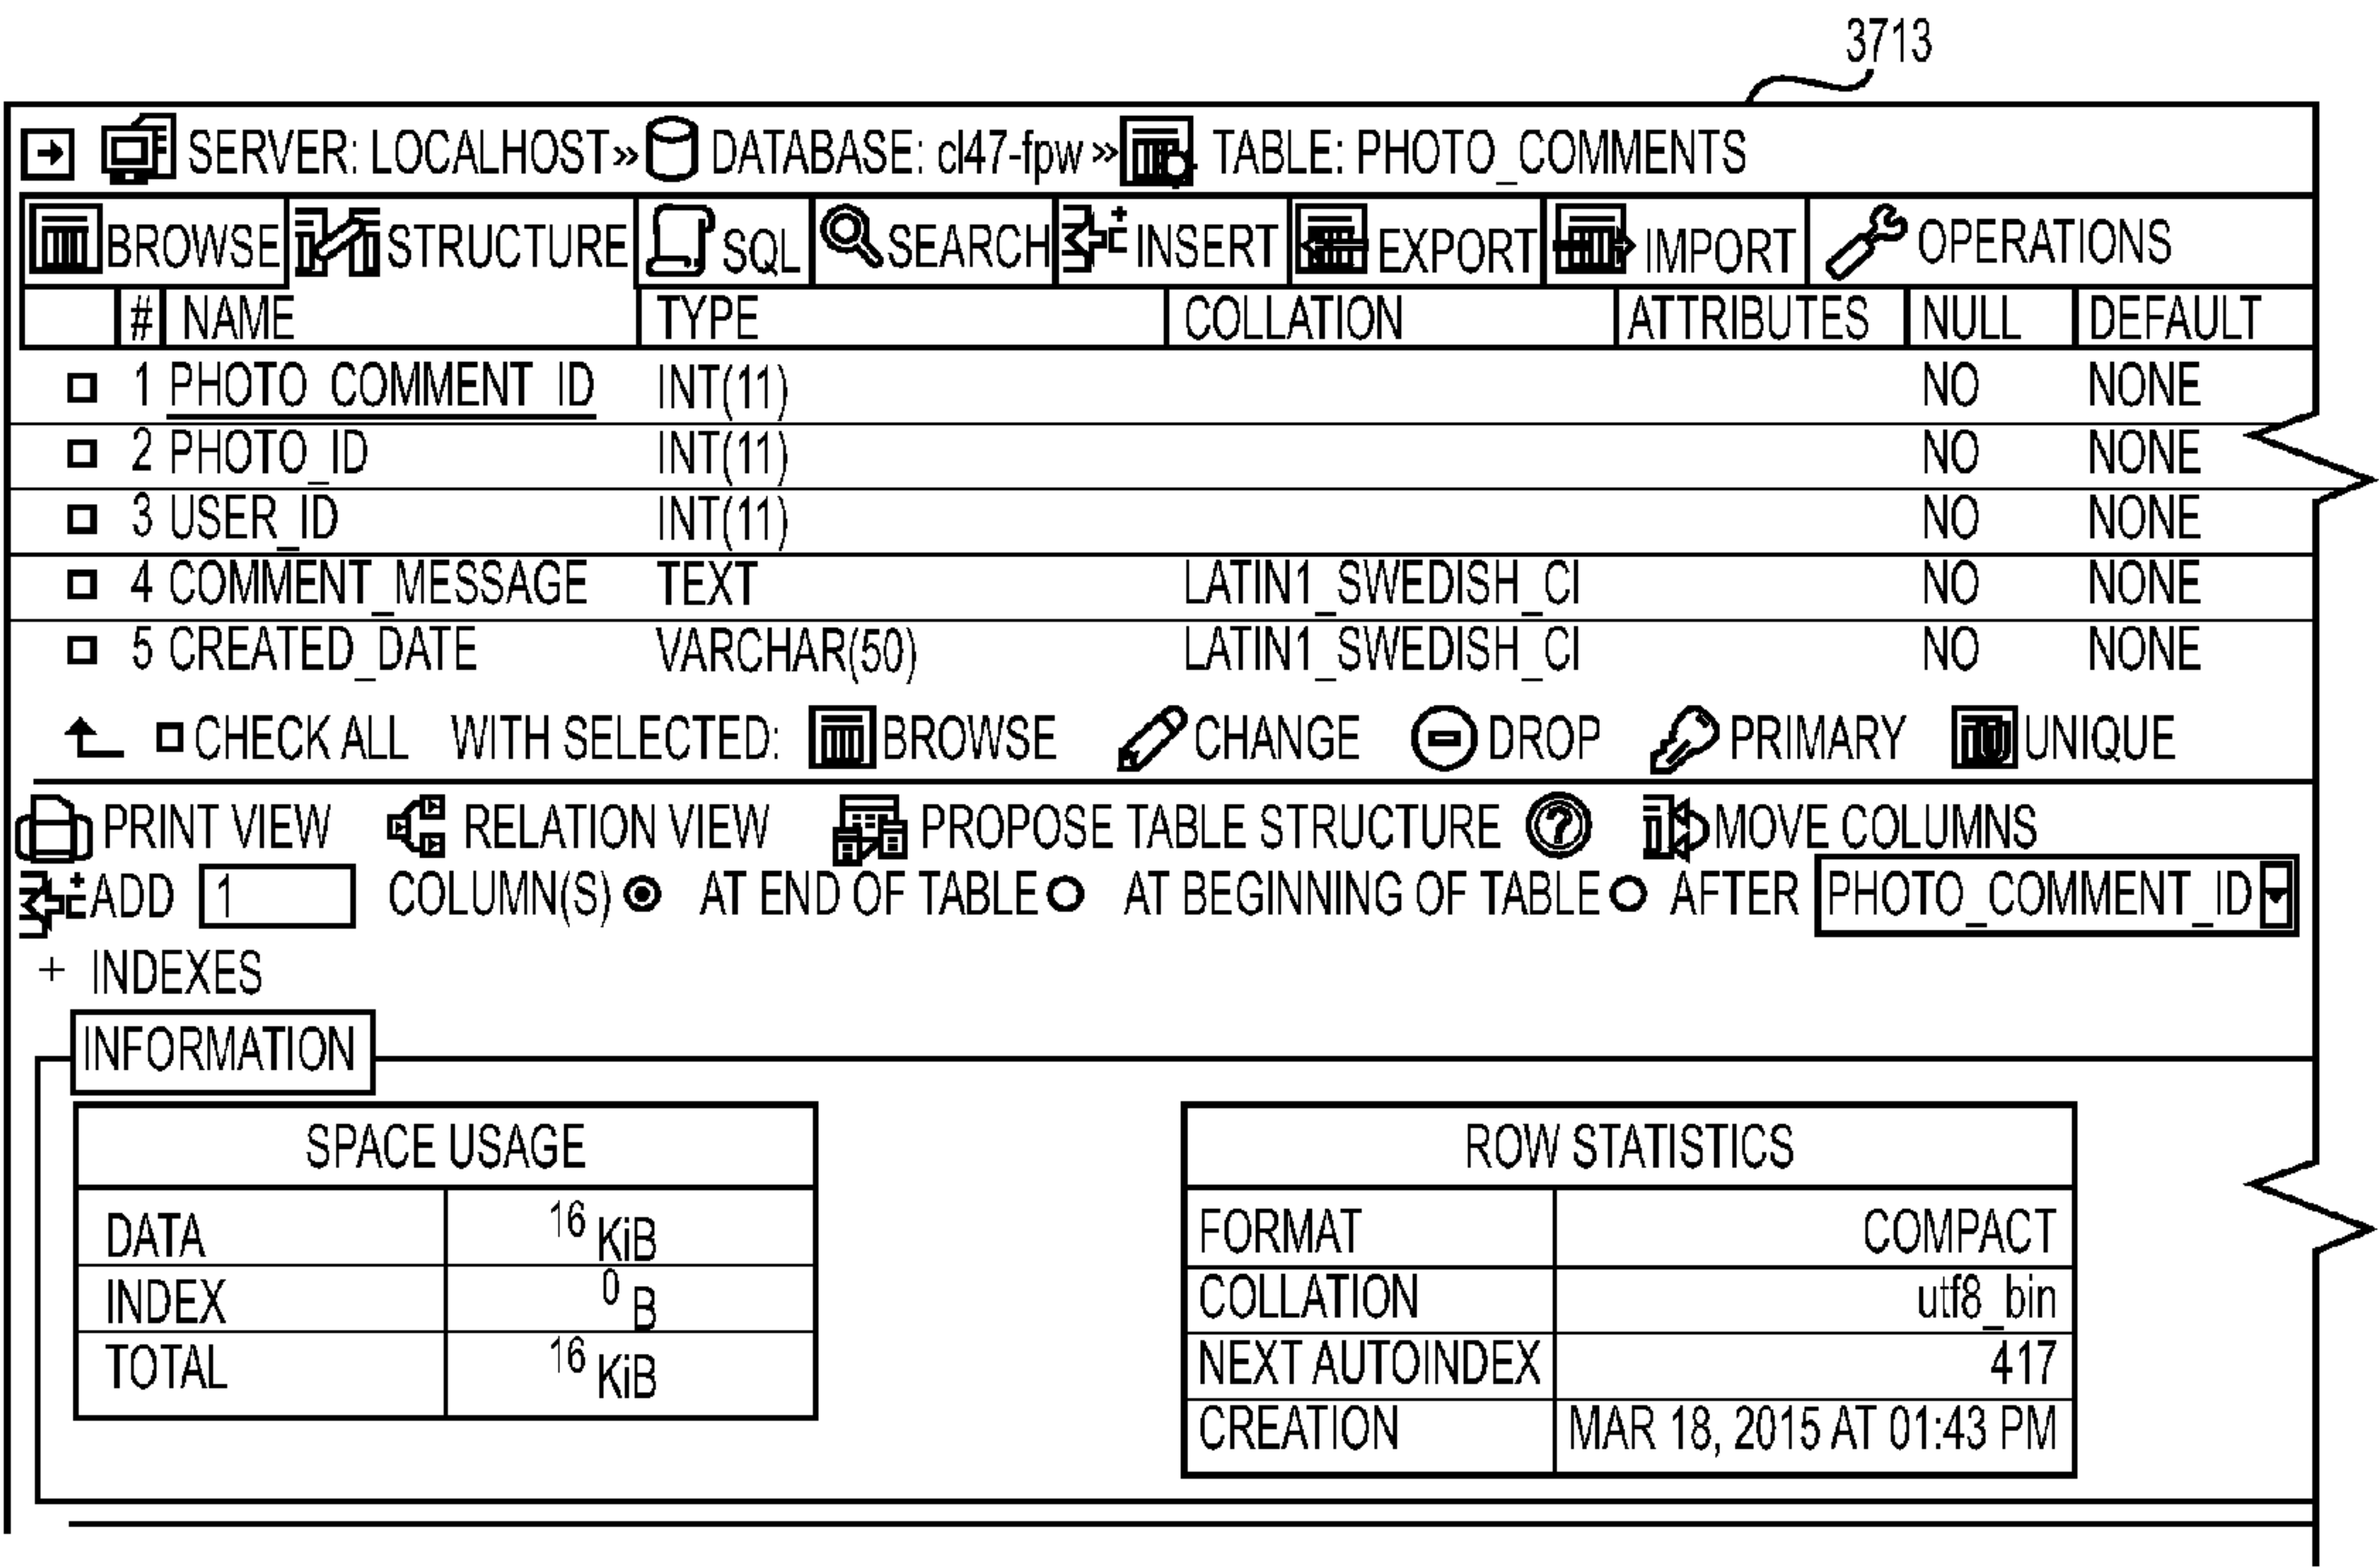 3713
SERVER: LOCALHOST» DATABASE: cl47-fpw» TABLE: PHOTO_COMMENTS
BROWSE STRUCTURE SQL SEARCH INSERT EXPORT IMPORT OPERATIONS
# NAME TYPE COLLATION ATTRIBUTES NULL DEFAULT
1 PHOTO_COMMENT_ID INT(11) NO NONE
2 PHOTO_ID INT(11) NO NONE
3 USER_ID INT(11) NO NONE
4 COMMENT_MESSAGE TEXT LATIN1_SWEDISH_CI NO NONE
5 CREATED_DATE VARCHAR(50) LATIN1_SWEDISH_CI NO NONE
CHECK ALL WITH SELECTED: BROWSE CHANGE DROP PRIMARY UNIQUE
PRINT VIEW RELATION VIEW PROPOSE TABLE STRUCTURE ? MOVE COLUMNS
ADD 1 COLUMN(S) AT END OF TABLE AT BEGINNING OF TABLE AFTER PHOTO_COMMENT_ID
+ INDEXES
INFORMATION
SPACE USAGE
DATA 16 KiB
INDEX 0 B
TOTAL 16 KiB
ROW STATISTICS
FORMAT COMPACT
COLLATION utf8_bin
NEXT AUTOINDEX 417
CREATION MAR 18, 2015 AT 01:43 PM